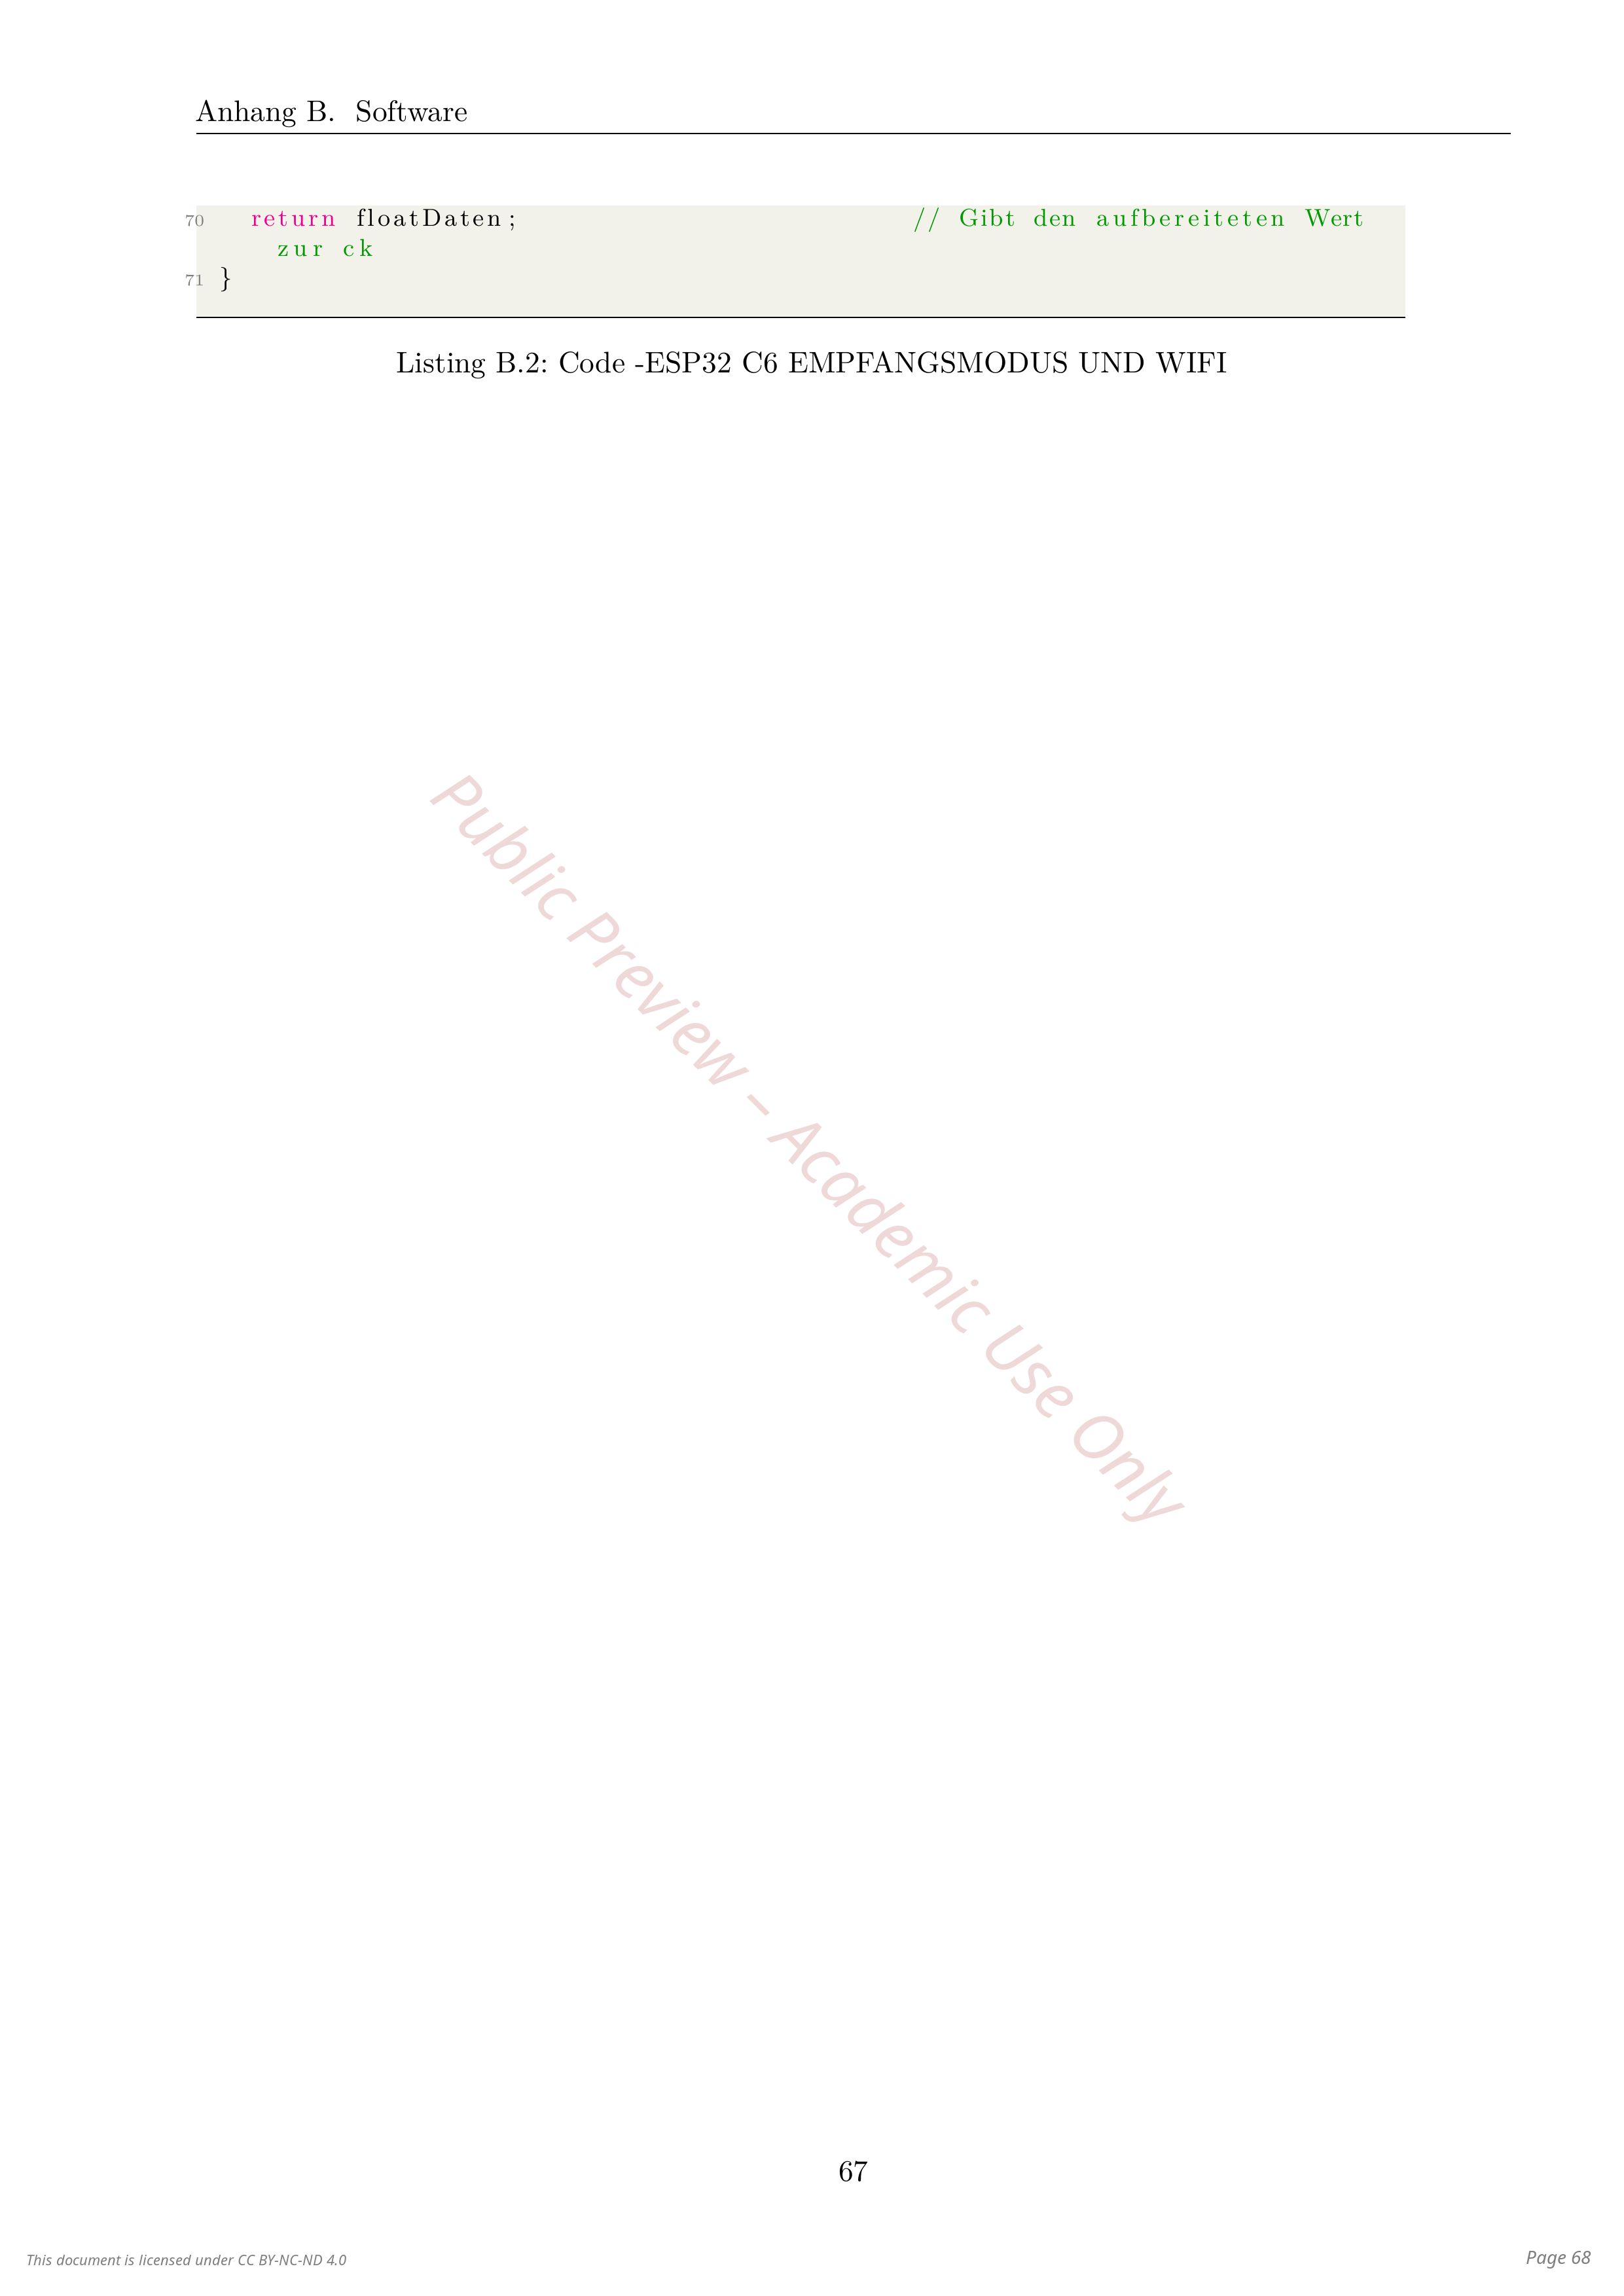 Anhang B. Software
70 return floatDaten; // Gibt den aufbereiteten Wert
zur ck
71 }
Listing B.2: Code -ESP32 C6 EMPFANGSMODUS UND WIFI
Public Preview – Academic Use Only
67
This document is licensed under CC BY-NC-ND 4.0
Page 68